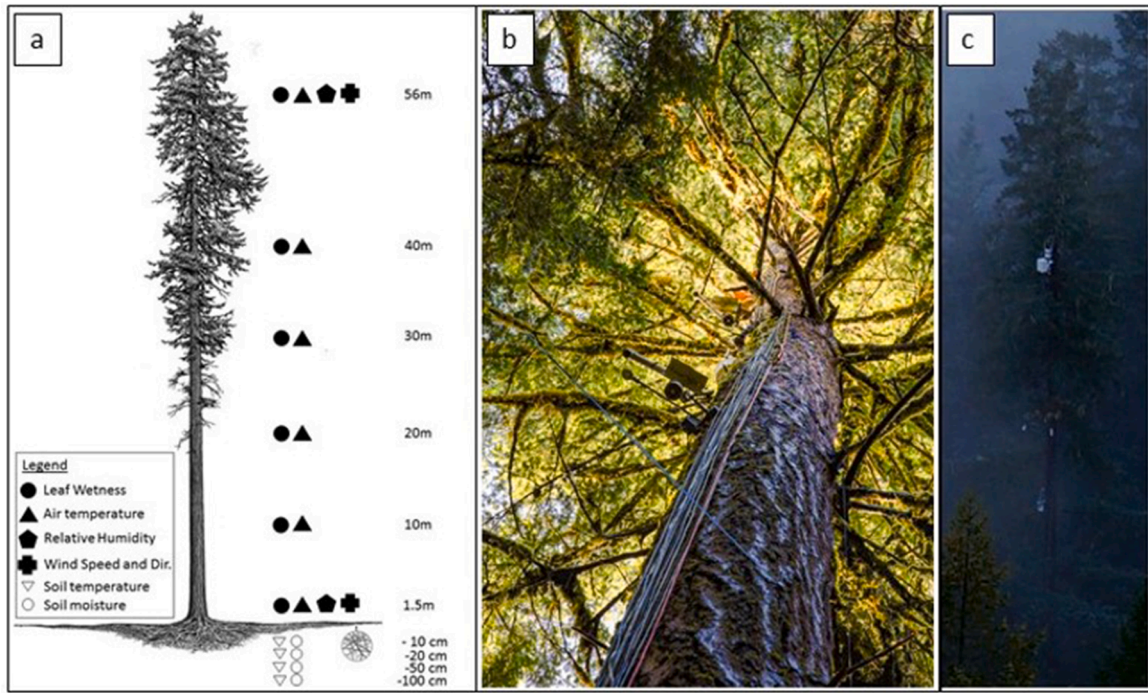 a
56m
40m
30m
20m
10m
1.5m
Legend
Leaf Wetness
Air temperature
Relative Humidity
Wind Speed and Dir.
Soil temperature
Soil moisture
- 10 cm
-20 cm
-50 cm
-100 cm
b
c